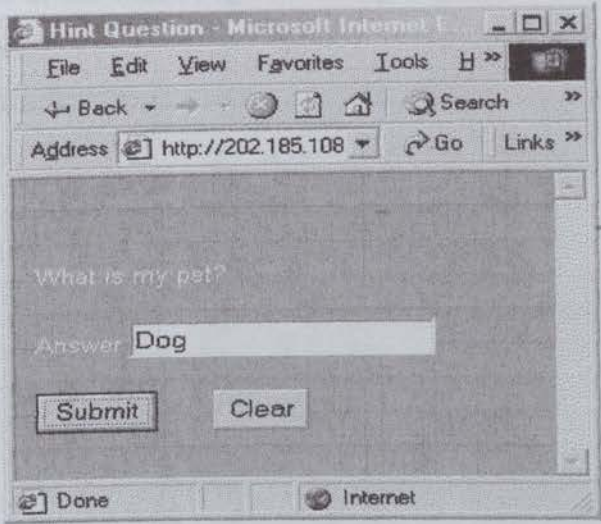 Hint Question - Microsoft Internet E...
File Edit View Favorites Tools H »
Back Search »
Address http://202.185.108 Go Links »
What is my pet?
Answer Dog
Submit Clear
Done Internet